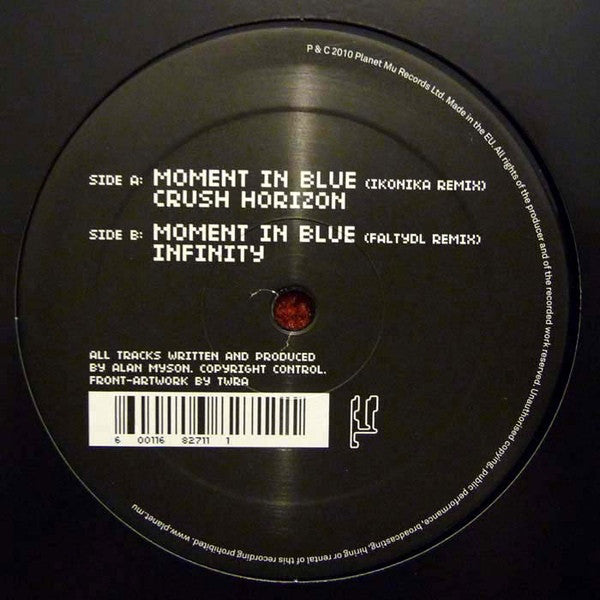 P & C 2010 Planet Mu Records Ltd. Made in the EU. All rights of the producer and of the recorded work reserved. Unauthorised copying, public performance, broadcasting, hiring or rental of this recording prohibited. www.planet.mu
SIDE A: MOMENT IN BLUE (IKONIKA REMIX)
CRUSH HORIZON
SIDE B: MOMENT IN BLUE (FALTYDL REMIX)
INFINITY
ALL TRACKS WRITTEN AND PRODUCED
BY ALAN MYSON. COPYRIGHT CONTROL.
FRONT-ARTWORK BY TWRA
6 00116 82711 1